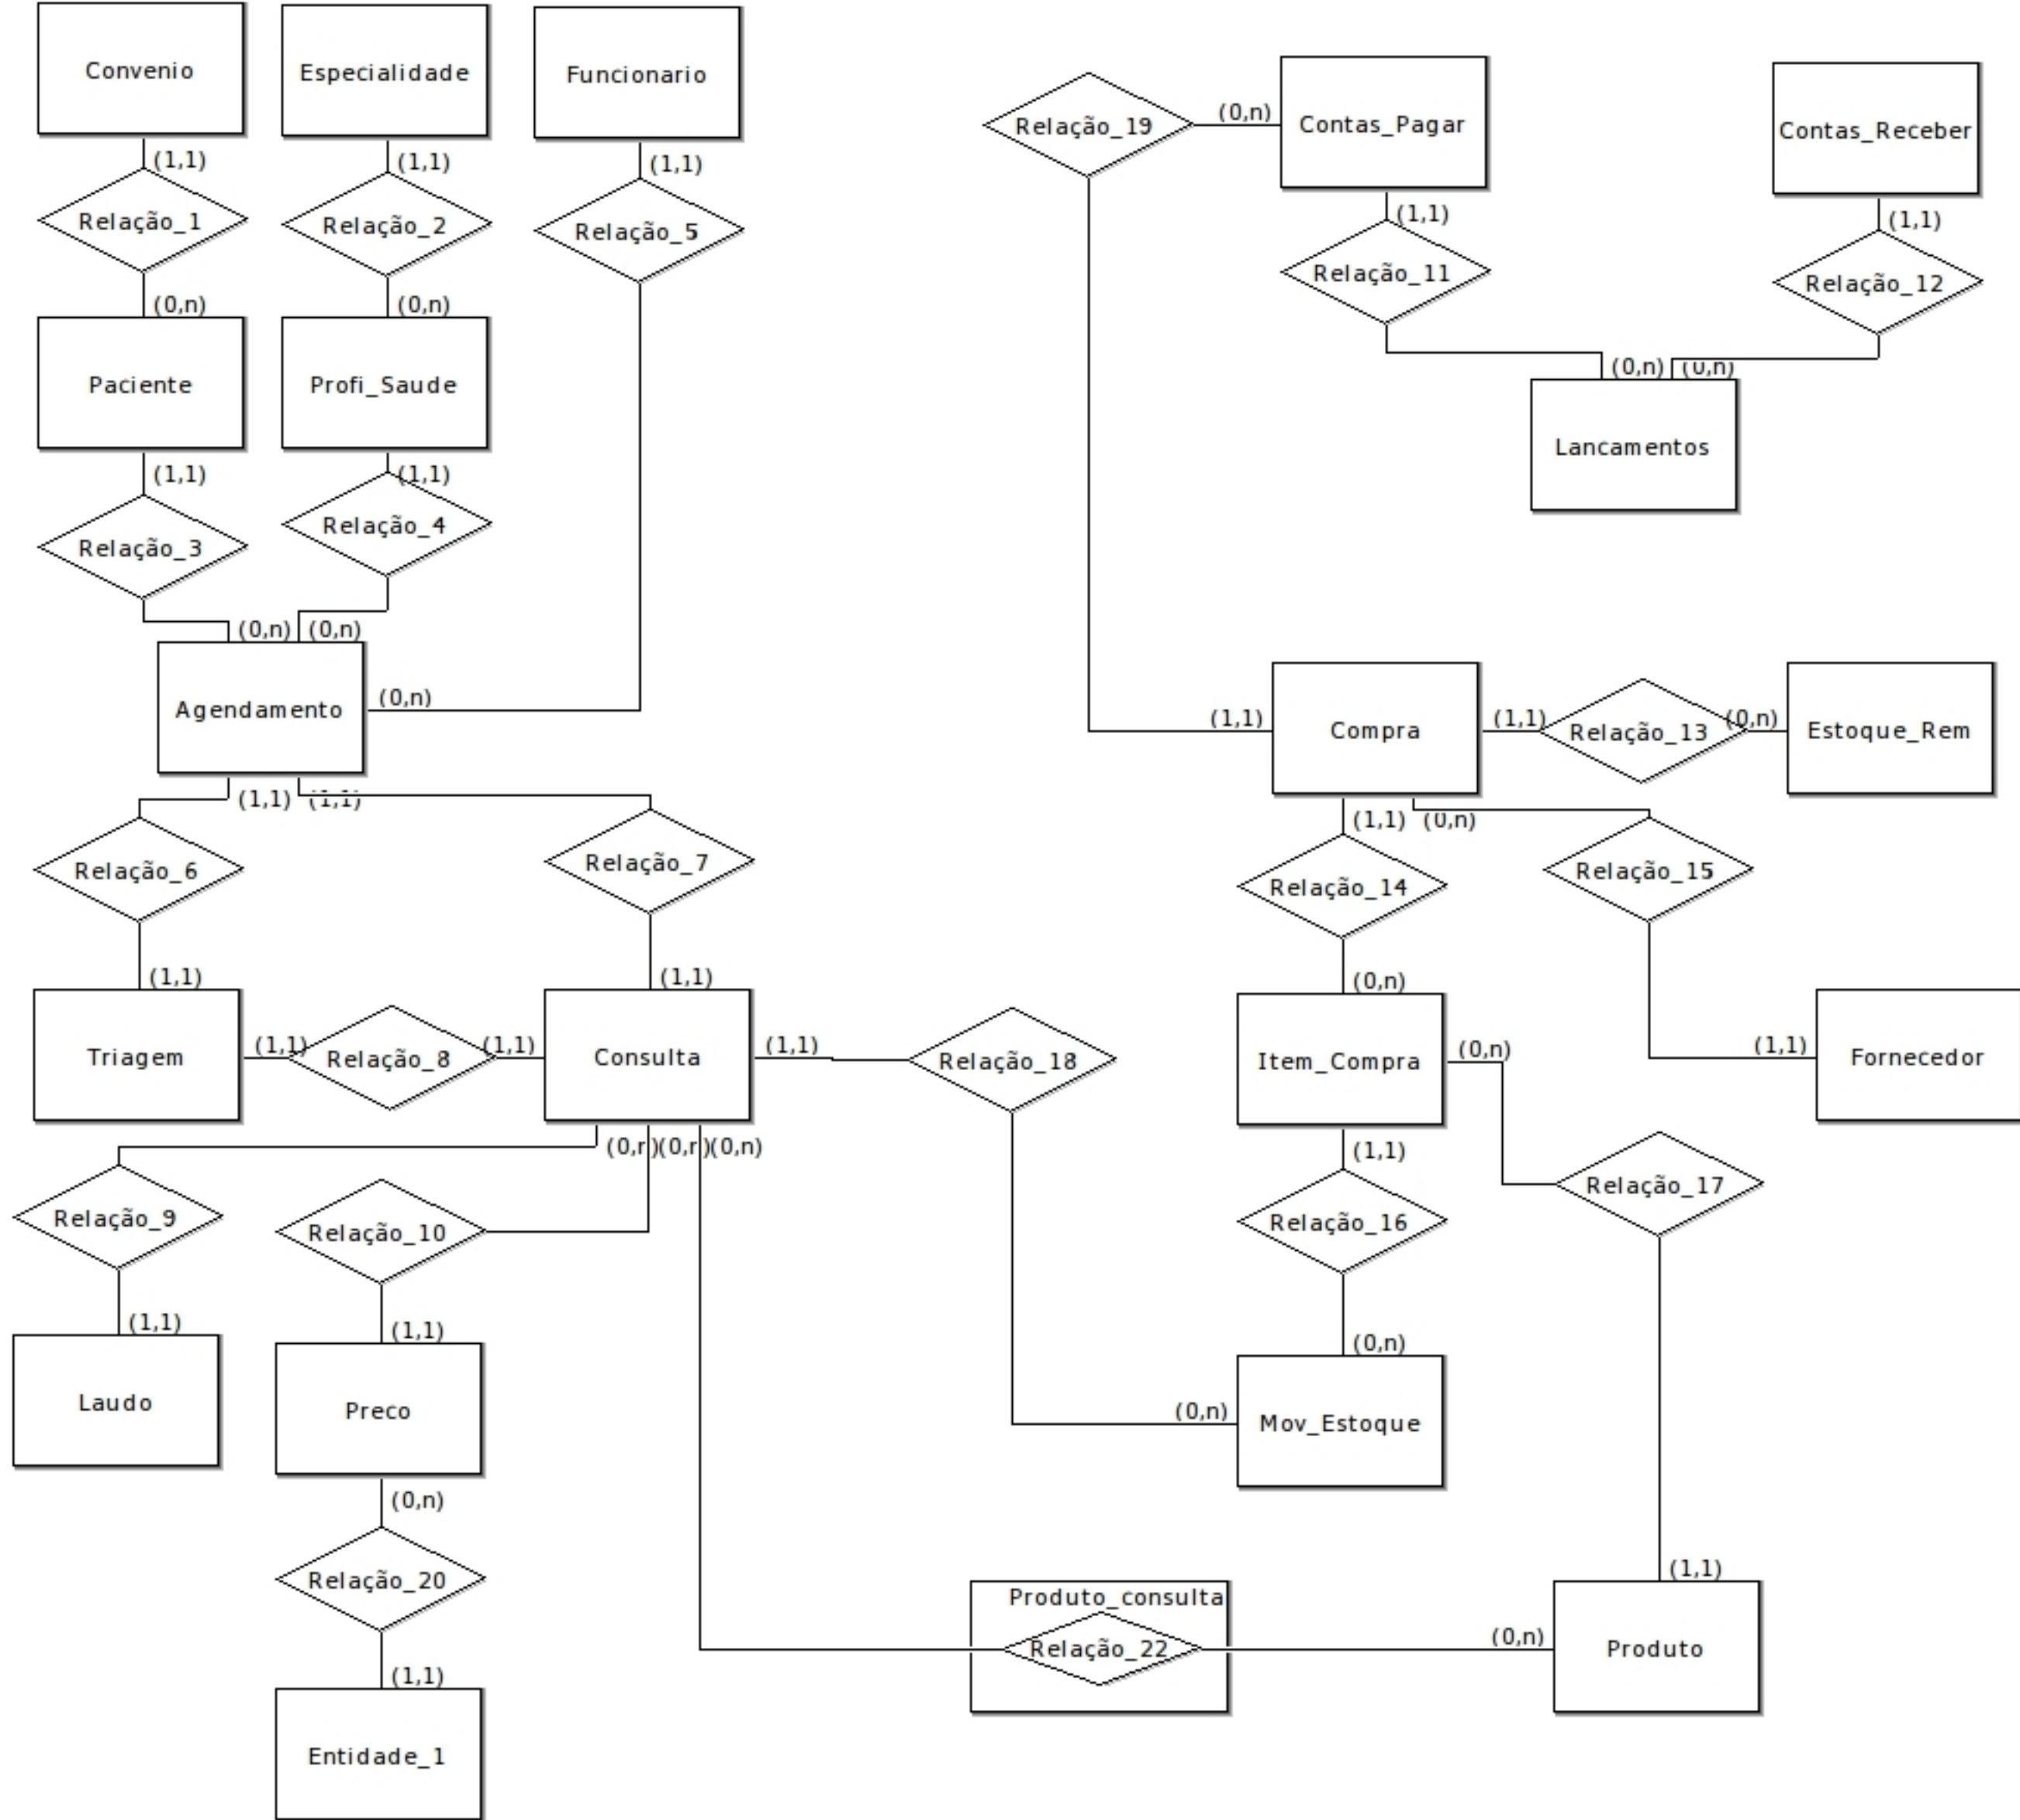 Convenio
Especialidade
Funcionario
Contas_Pagar
Contas_Receber
(1,1)
(1,1)
(1,1)
Relação_19
(0,n)
(1,1)
(1,1)
Relação_1
Relação_2
Relação_5
Relação_11
Relação_12
(0,n)
(0,n)
(0,n)
(0,n)
Paciente
Profi_Saude
Lancamentos
(1,1)
(1,1)
Relação_3
Relação_4
(0,n)
(0,n)
Agendamento
(0,n)
(1,1)
Compra
(1,1)
Relação_13
(0,n)
Estoque_Rem
(1,1)
(1,1)
(1,1)
(0,n)
Relação_6
Relação_7
Relação_14
Relação_15
(1,1)
(1,1)
(0,n)
Triagem
(1,1)
Relação_8
(1,1)
Consulta
(1,1)
Relação_18
Item_Compra
(0,n)
(1,1)
Fornecedor
(0,n)
(1,1)
Relação_9
Relação_10
Relação_16
Relação_17
(1,1)
(1,1)
(0,n)
Laudo
Preco
(0,n)
Mov_Estoque
(0,n)
Relação_20
(1,1)
Produto_consulta
Relação_22
(0,n)
Produto
(1,1)
Entidade_1